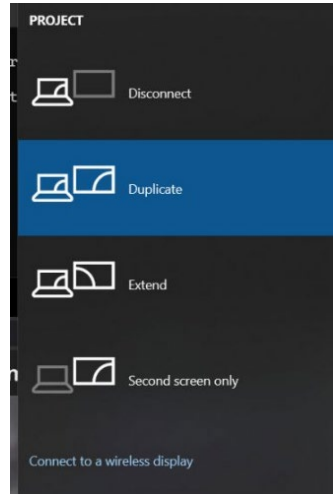 PROJECT
Disconnect
Duplicate
Extend
Second screen only
Connect to a wireless display